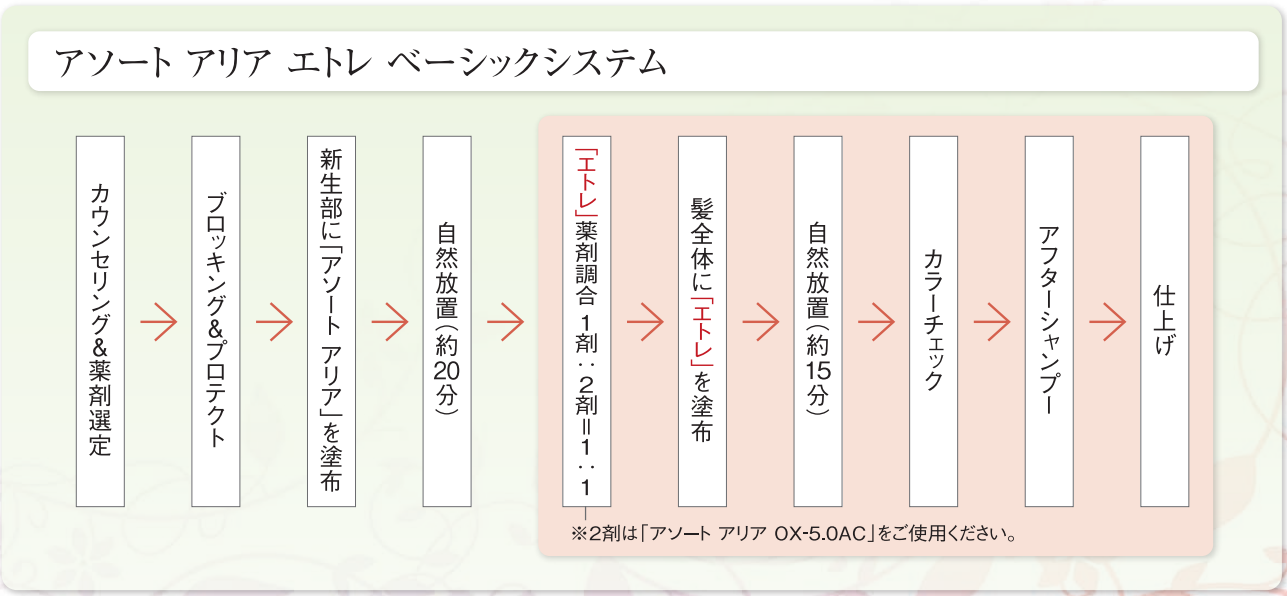 アソート アリア エトレ ベーシックシステム
カウンセリング&薬剤選定
ブロッキング&プロテクト
新生部に「アソート アリア」を塗布
自然放置(約20分)
「エトレ」薬剤調合 1剤:2剤=1:1
髪全体に「エトレ」を塗布
自然放置(約15分)
カラーチェック
アフターシャンプー
仕上げ
※2剤は「アソート アリア OX-5.0AC」をご使用ください。